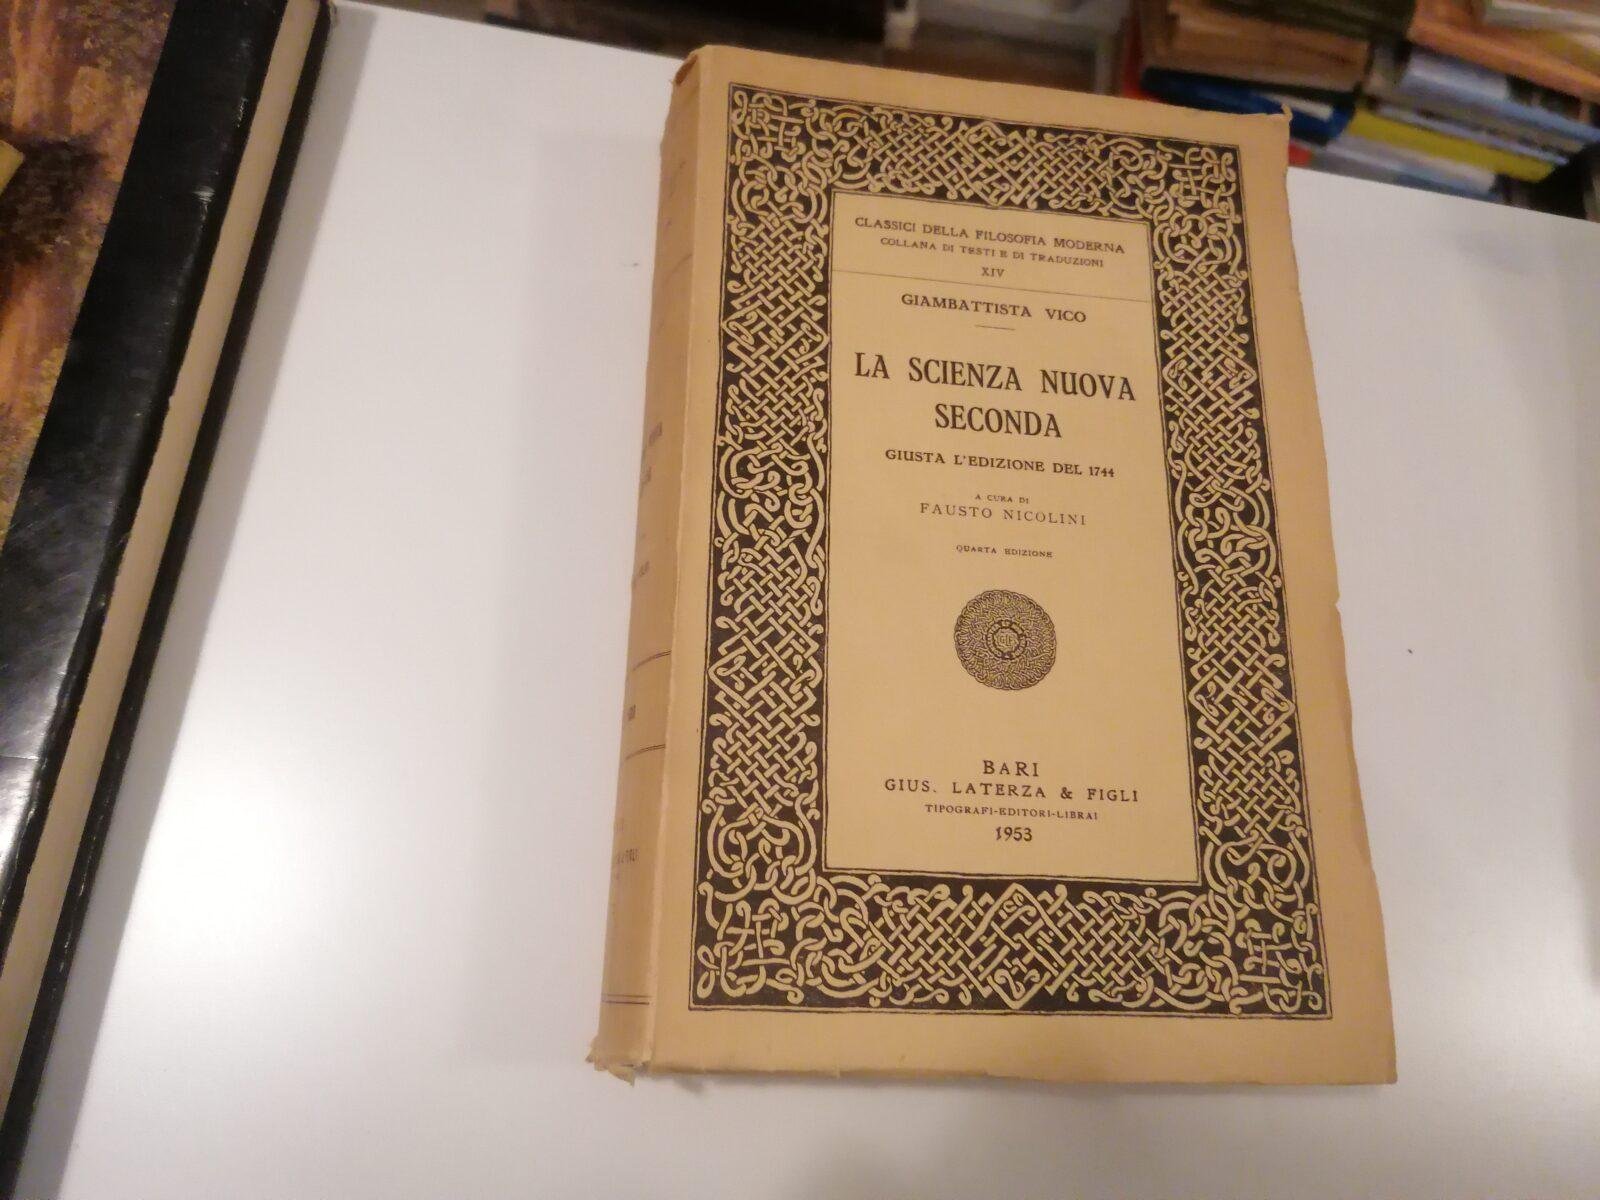 CLASSICI DELLA FILOSOFIA MODERNA
COLLANA DI TESTI E DI TRADUZIONI
XIV
GIAMBATTISTA VICO
LA SCIENZA NUOVA
SECONDA
GIUSTA L'EDIZIONE DEL 1744
A CURA DI
FAUSTO NICOLINI
QUARTA EDIZIONE
BARI
GIUS. LATERZA & FIGLI
TIPOGRAFI-EDITORI-LIBRAI
1953